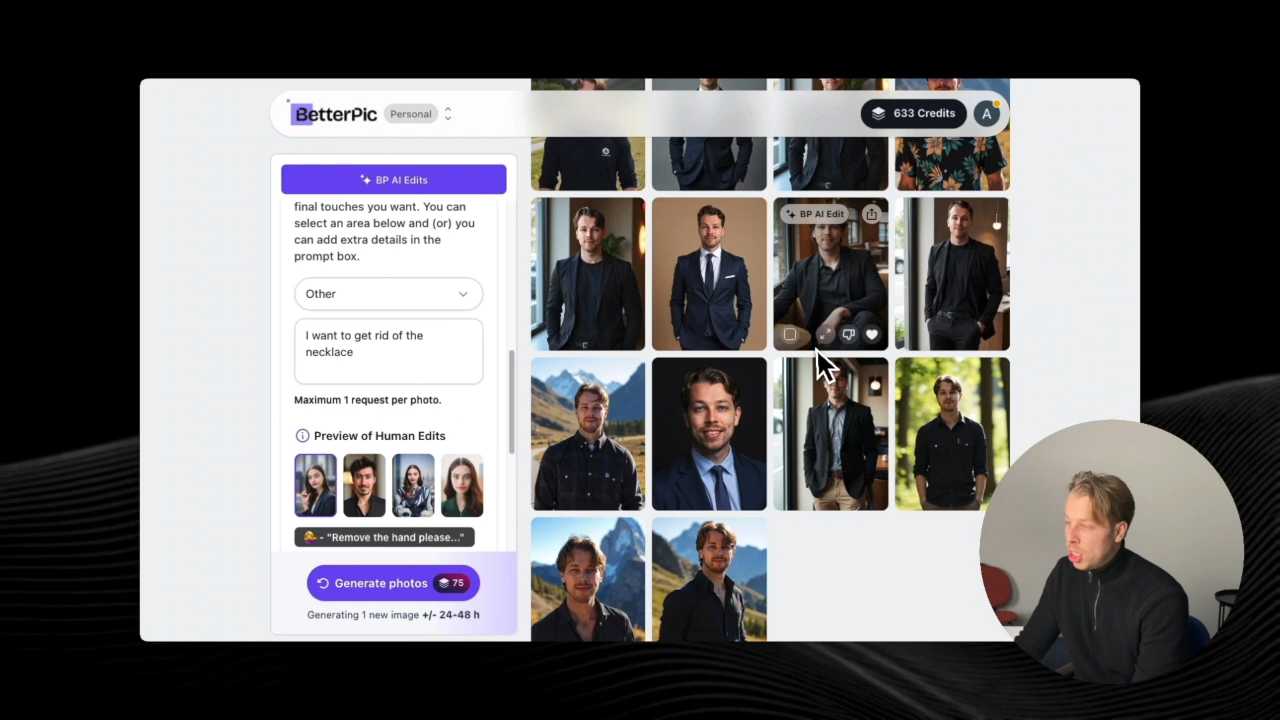 BetterPic
Personal
633 Credits
A
BP AI Edits
final touches you want. You can
select an area below and (or) you
can add extra details in the
prompt box.
Other
I want to get rid of the
necklace
Maximum 1 request per photo.
Preview of Human Edits
- "Remove the hand please..."
Generate photos
75
Generating 1 new image +/- 24-48 h
BP AI Edit